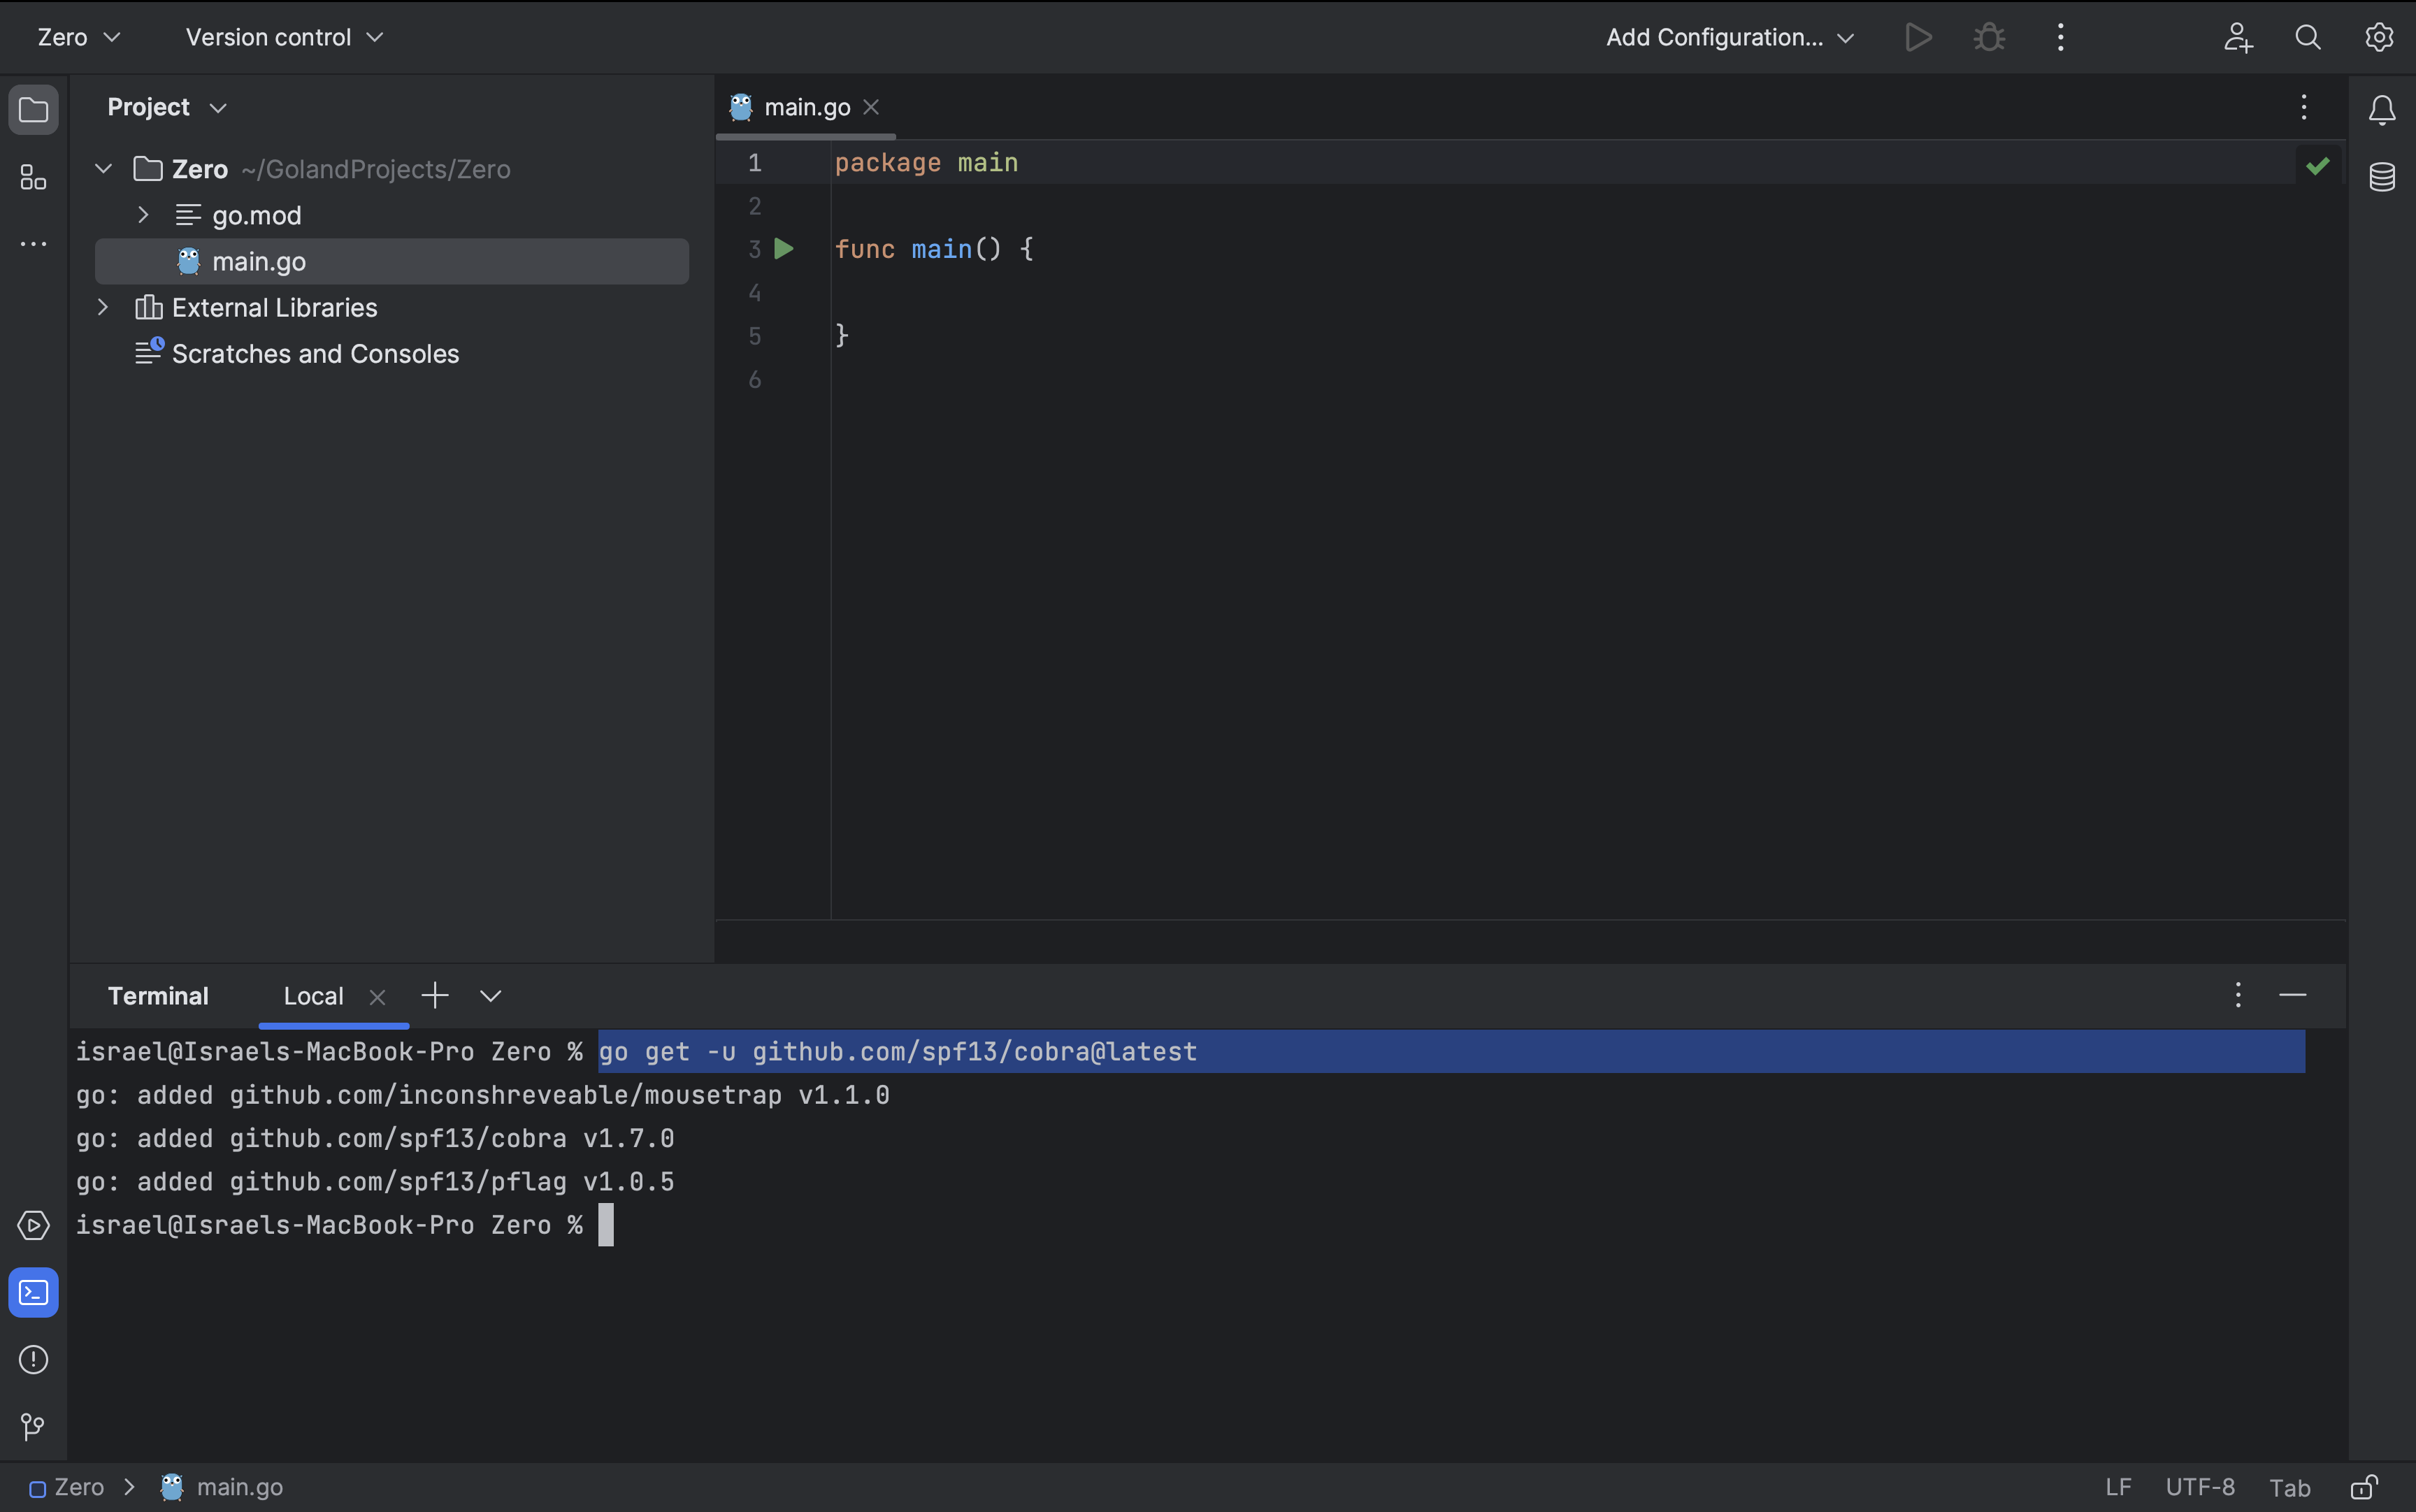 Zero
Version control
Add Configuration...
Project
main.go
Zero ~/GolandProjects/Zero
go.mod
main.go
External Libraries
Scratches and Consoles
1 package main
2
3 func main() {
4
5 }
6
Terminal
Local
israel@Israels-MacBook-Pro Zero % go get -u github.com/spf13/cobra@latest
go: added github.com/inconshreveable/mousetrap v1.1.0
go: added github.com/spf13/cobra v1.7.0
go: added github.com/spf13/pflag v1.0.5
israel@Israels-MacBook-Pro Zero %
Zero
main.go
LF
UTF-8
Tab